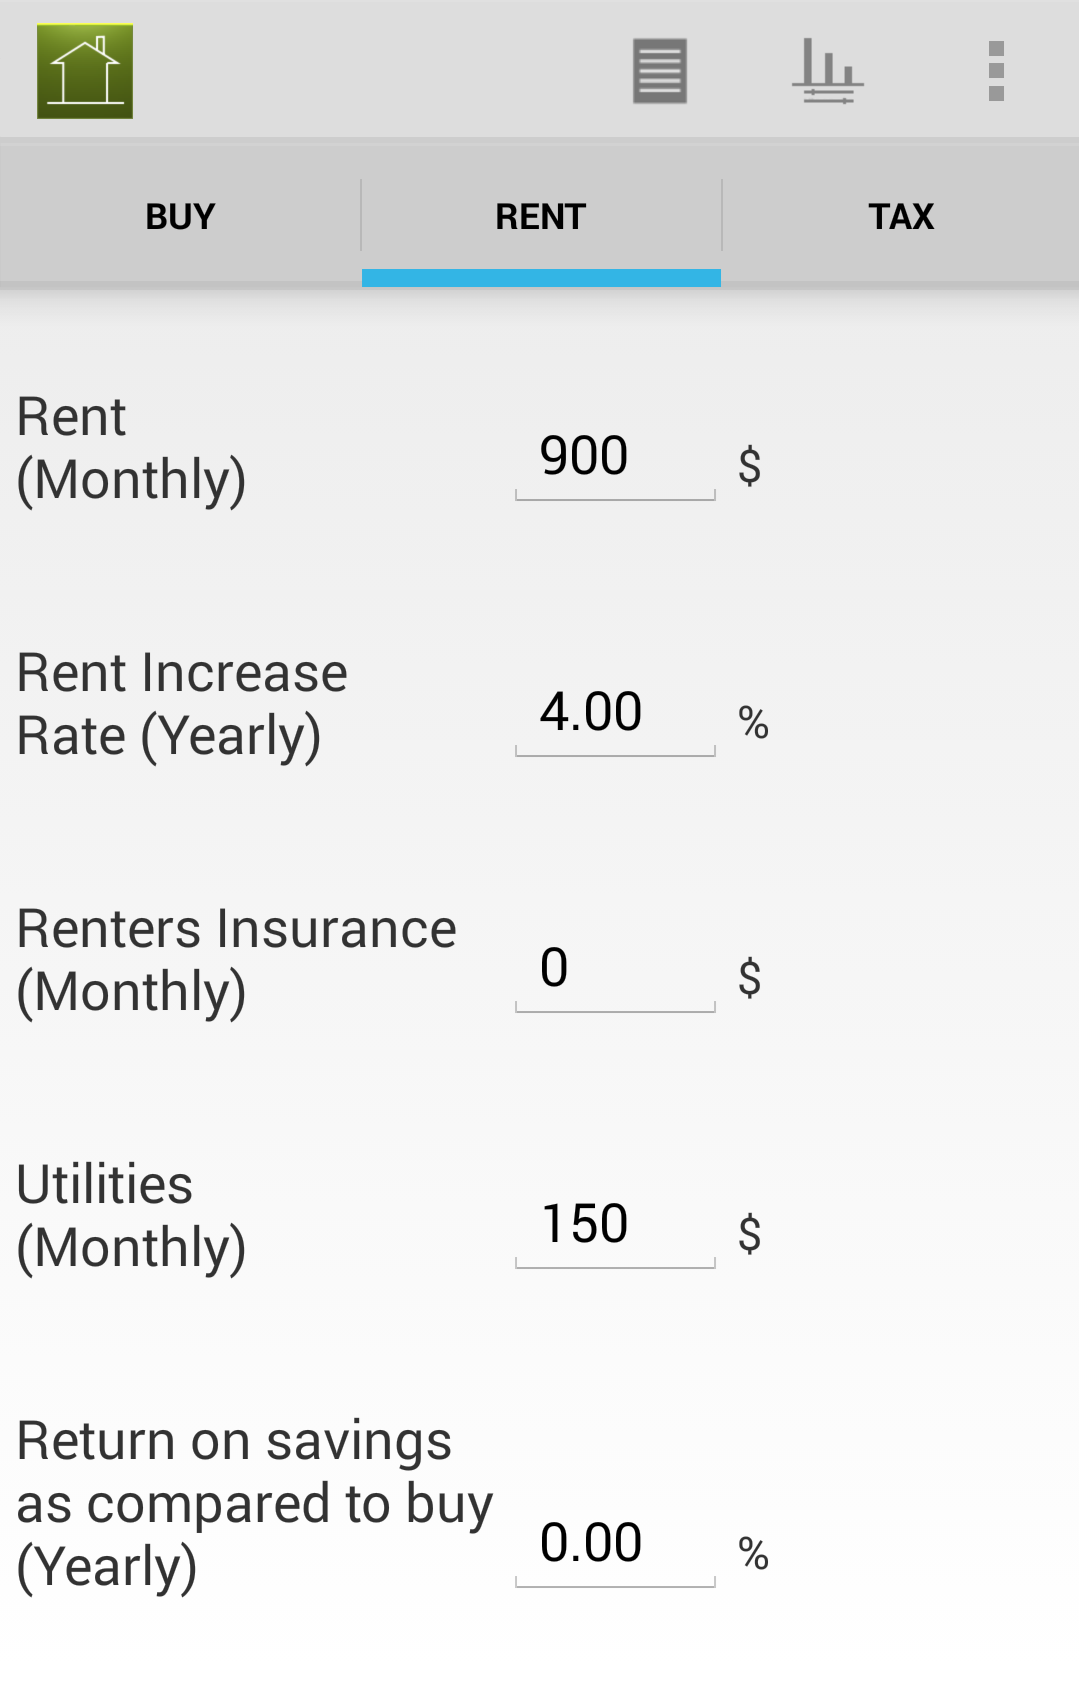 BUY
RENT
TAX
Rent
(Monthly)
900
$
Rent Increase
Rate (Yearly)
4.00
%
Renters Insurance
(Monthly)
0
$
Utilities
(Monthly)
150
$
Return on savings
as compared to buy
(Yearly)
0.00
%